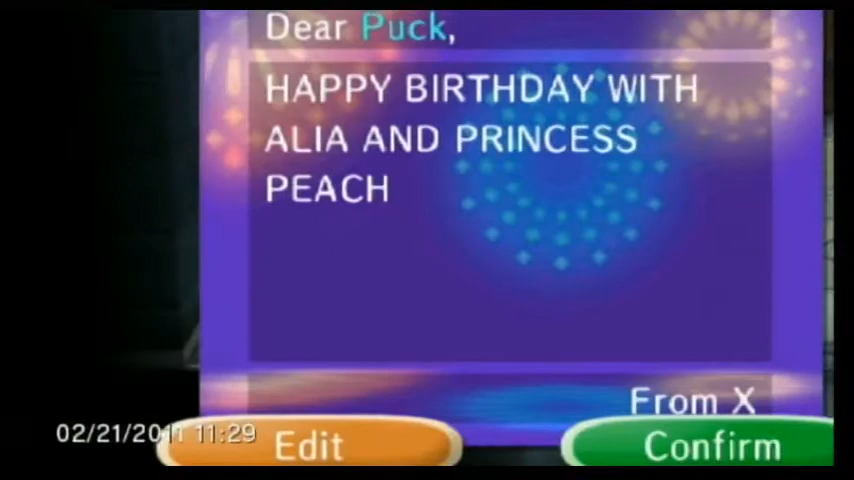 Dear Puck,
HAPPY BIRTHDAY WITH
ALIA AND PRINCESS
PEACH
From X
02/21/2011 11:29
Edit
Confirm